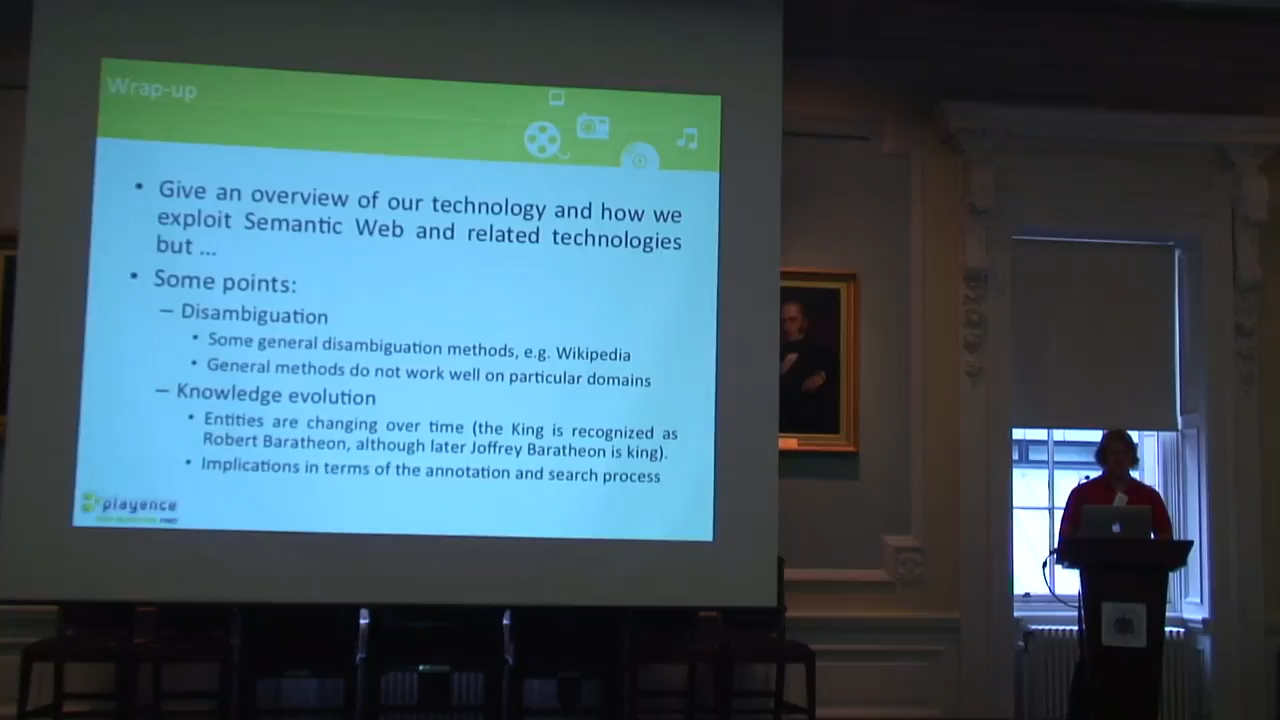 Wrap-up
• Give an overview of our technology and how we
exploit Semantic Web and related technologies
but ...
• Some points:
– Disambiguation
• Some general disambiguation methods, e.g. Wikipedia
• General methods do not work well on particular domains
– Knowledge evolution
• Entities are changing over time (the King is recognized as
Robert Baratheon, although later Joffrey Baratheon is king).
• Implications in terms of the annotation and search process
playence